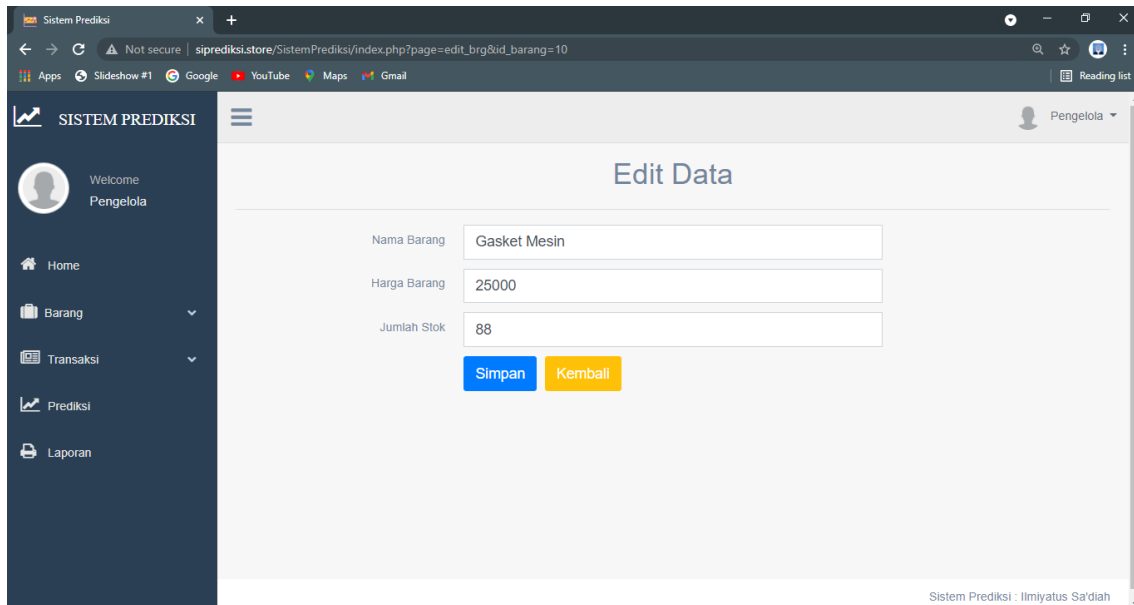 Sistem Prediksi
Not secure | siprediksi.store/SistemPrediksi/index.php?page=edit_brg&id_barang=10
Apps Slideshow #1 Google YouTube Maps Gmail Reading list
SISTEM PREDIKSI
Pengelola
Welcome
Pengelola
Home
Barang
Transaksi
Prediksi
Laporan
Edit Data
Nama Barang Gasket Mesin
Harga Barang 25000
Jumlah Stok 88
Simpan Kembali
Sistem Prediksi : Ilmiyatus Sa'diah